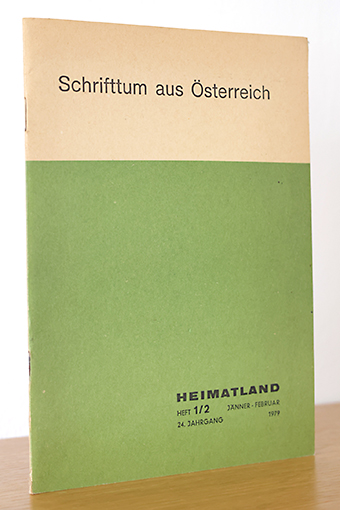 Schrifttum aus Österreich
HEIMATLAND
HEFT 1/2 JÄNNER - FEBRUAR
24. JAHRGANG 1979